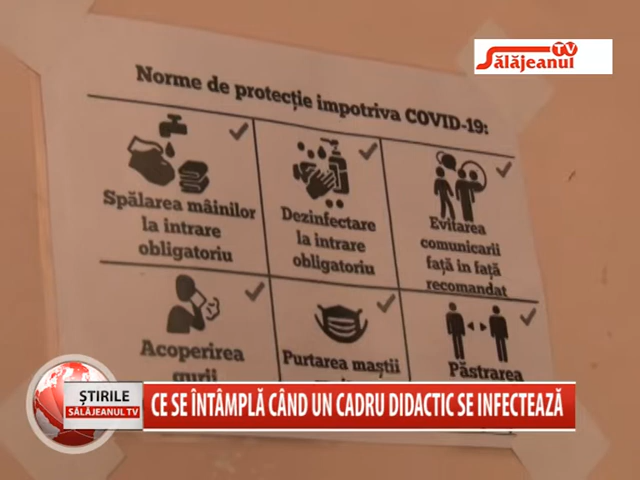 Sălăjeanul TV
Norme de protecție impotriva COVID-19:
Spălarea mâinilor
la intrare
obligatoriu
Dezinfectare
la intrare
obligatoriu
Evitarea
comunicarii
față in față
recomandat
Acoperirea
gurii
Purtarea maștii
Păstrarea
ȘTIRILE
SĂLĂJEANUL TV
CE SE ÎNTÂMPLĂ CÂND UN CADRU DIDACTIC SE INFECTEAZĂ